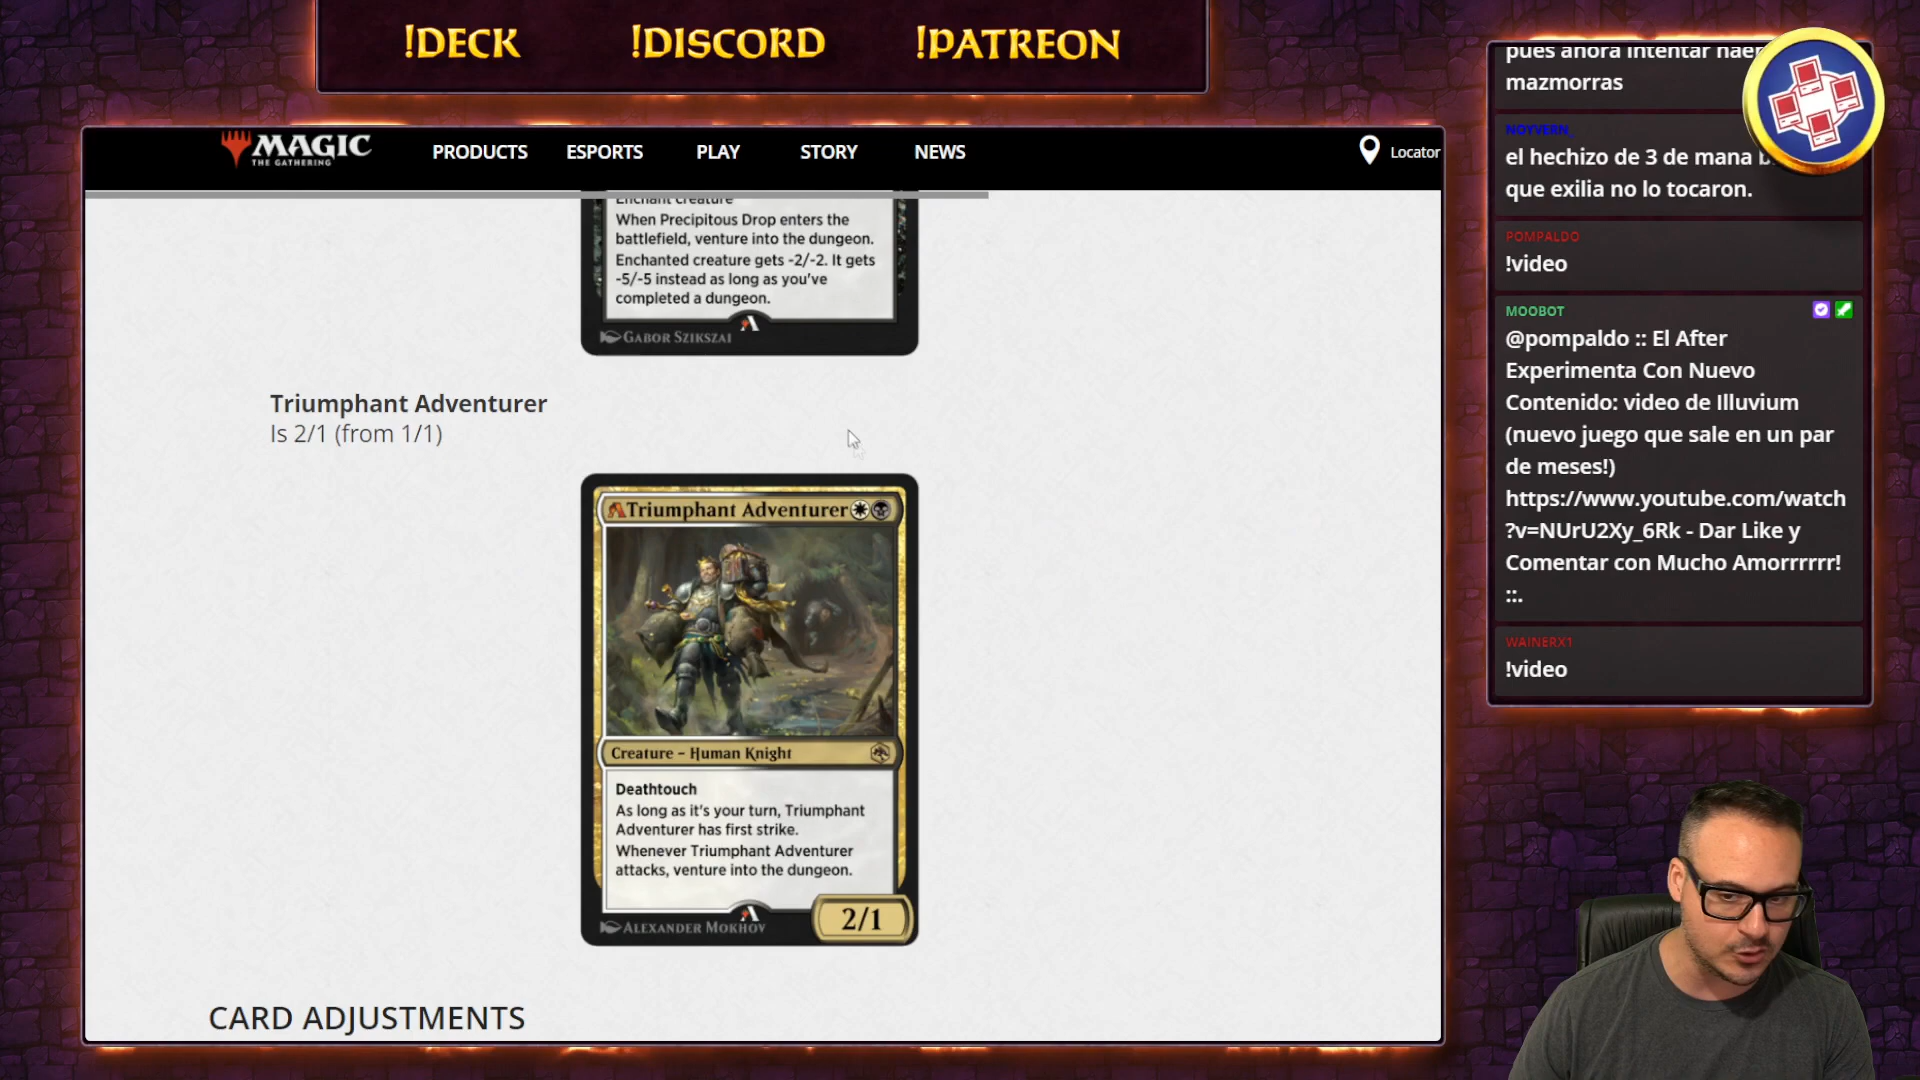 !DECK
!DISCORD
!PATREON
MAGIC
THE GATHERING
PRODUCTS
ESPORTS
PLAY
STORY
NEWS
Locator
Enchant creature
When Precipitous Drop enters the
battlefield, venture into the dungeon.
Enchanted creature gets -2/-2. It gets
-5/-5 instead as long as you've
completed a dungeon.
GABOR SZIKSZAI
Triumphant Adventurer
Is 2/1 (from 1/1)
Triumphant Adventurer
Creature – Human Knight
Deathtouch
As long as it's your turn, Triumphant
Adventurer has first strike.
Whenever Triumphant Adventurer
attacks, venture into the dungeon.
2/1
ALEXANDER MOKHOV
CARD ADJUSTMENTS
pues ahora intentar
mazmorras
NOYVERN_
el hechizo de 3 de mana
que exilia no lo tocaron.
POMPALDO
!video
MOOBOT
@pompaldo :: El After
Experimenta Con Nuevo
Contenido: video de Illuvium
(nuevo juego que sale en un par
de meses!)
https://www.youtube.com/watch
?v=NUrU2Xy_6Rk - Dar Like y
Comentar con Mucho Amorrrrrr!
::.
WAINERX1
!video